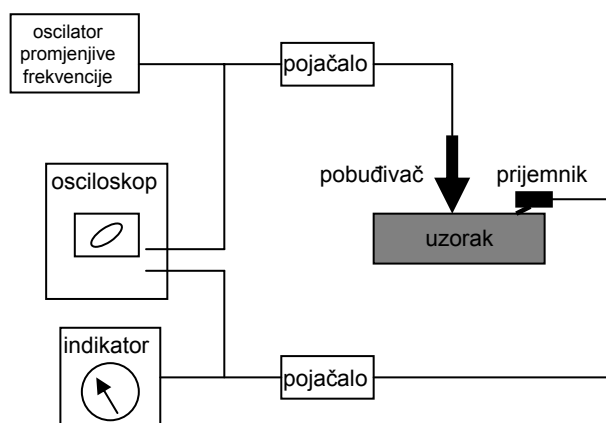 oscilator
promjenjive
frekvencije
pojačalo
osciloskop
pobuđivač
prijemnik
uzorak
indikator
pojačalo